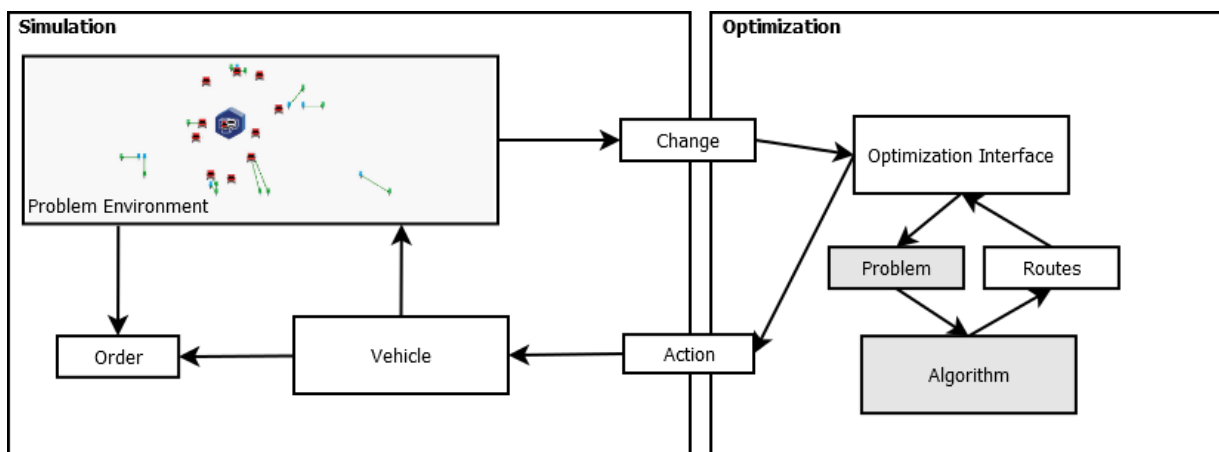 Simulation
Optimization
Problem Environment
Change
Optimization Interface
Problem
Routes
Order
Vehicle
Action
Algorithm